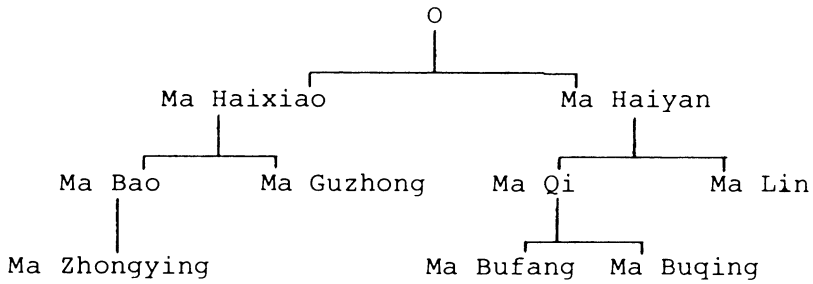 O
Ma Haixiao Ma Haiyan
Ma Bao Ma Guzhong Ma Qi Ma Lin
Ma Zhongying Ma Bufang Ma Buqing